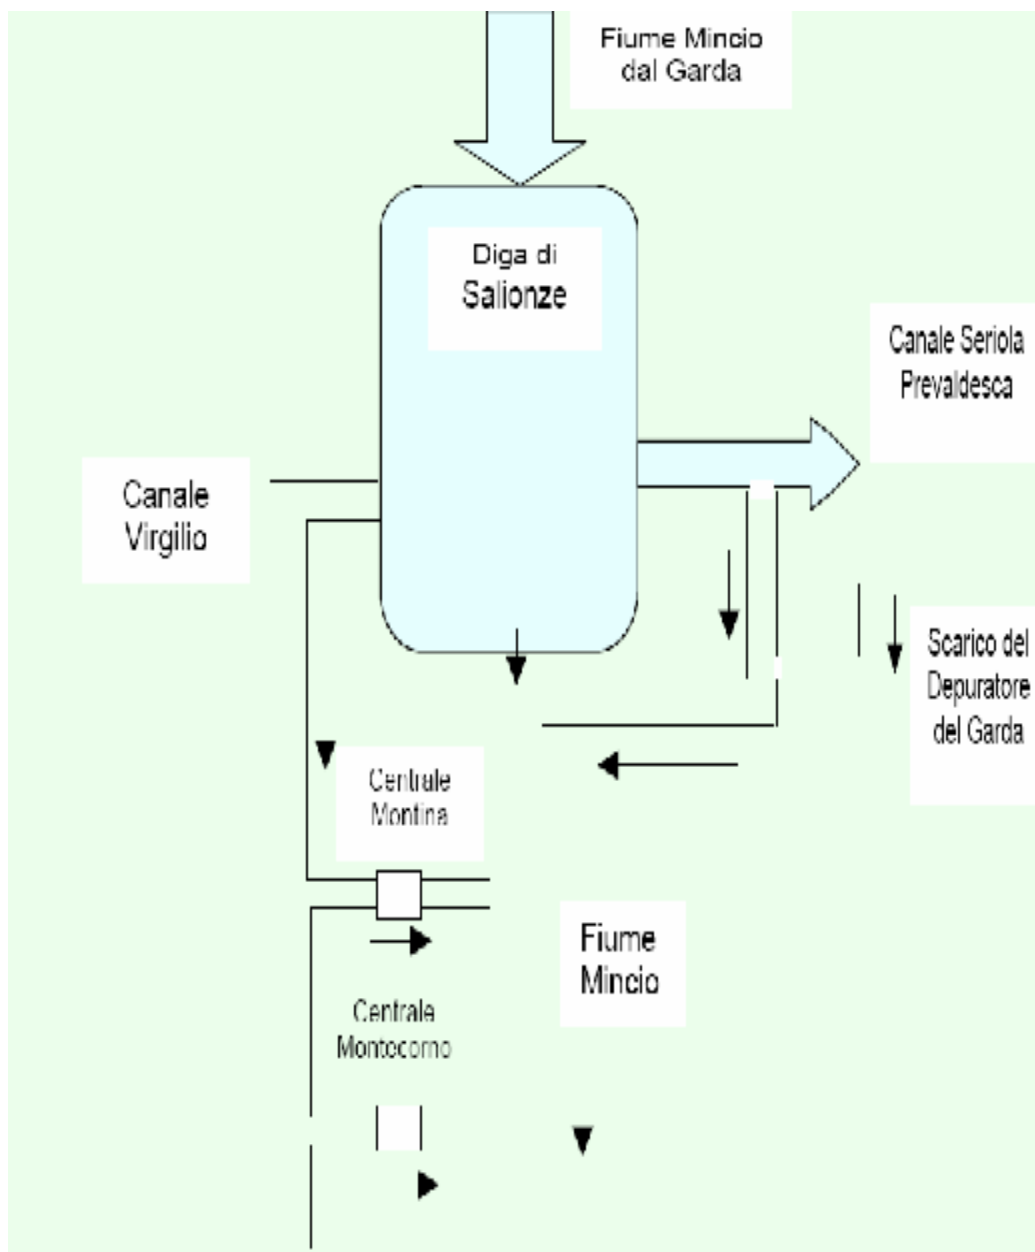 Fiume Mincio
dal Garda
Diga di
Salionze
Canale Seriola
Prevaldesca
Canale
Virgilio
Scarico del
Depuratore
del Garda
Centrale
Montina
Fiume
Mincio
Centrale
Montecorno